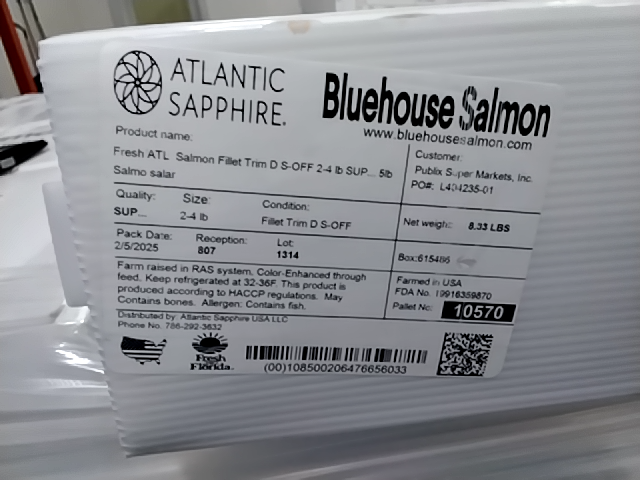 ATLANTIC
SAPPHIRE.
Bluehouse Salmon
www.bluehousesalmon.com
Product name:
Fresh ATL Salmon Fillet Trim D S-OFF 2-4 lb SUP... 5lb
Salmo salar
Customer:
Publix Super Markets, Inc.
PO#: L404235-01
Quality: Size: Condition:
SUP... 2-4 lb Fillet Trim D S-OFF
Net weight: 8.33 LBS
Pack Date: Reception: Lot:
2/5/2025 807 1314
Box:615486
Farm raised in RAS system. Color-Enhanced through
feed. Keep refrigerated at 32-36F. This product is
produced according to HACCP regulations. May
Contains bones. Allergen: Contains fish.
Farmed in USA
FDA No. 19916359870
Pallet No: 10570
Distributed by: Atlantic Sapphire USA LLC
Phone No. 786-292-3632
Fresh
Florida
(00)108500206476656033